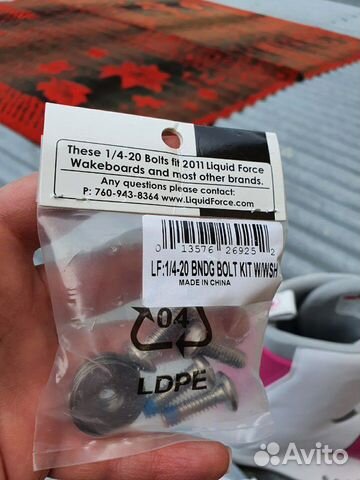 These 1/4-20 Bolts fit 2011 Liquid Force
Wakeboards and most other brands.
Any questions please contact:
P: 760-943-8364 www.LiquidForce.com
0 13576 26925 2
LF:1/4-20 BNDG BOLT KIT W/WSH
MADE IN CHINA
04
LDPE
Avito